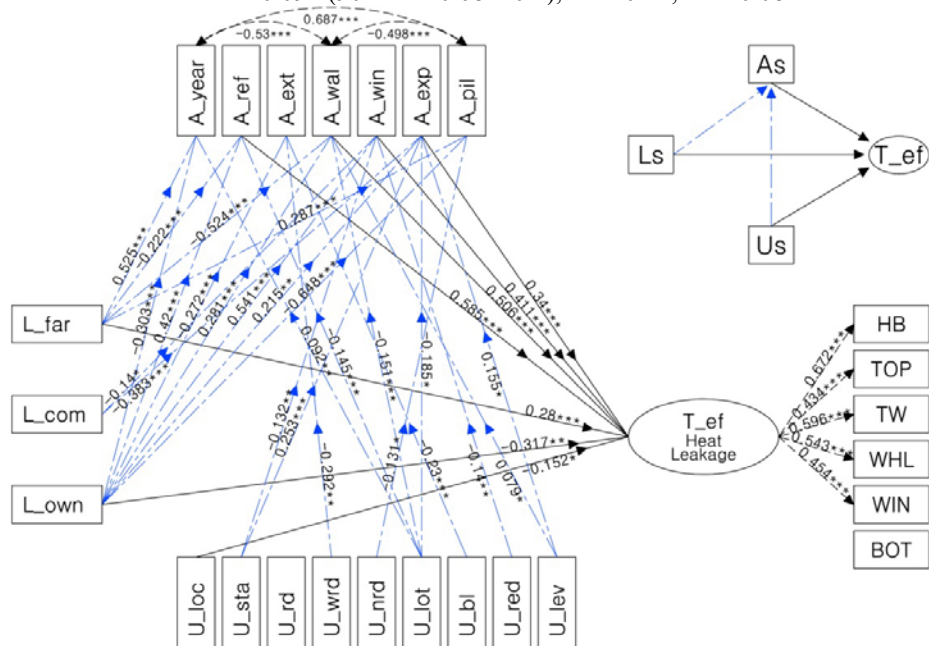 0.687***
-0.53***
-0.498***
A_year
A_ref
A_ext
A_wal
A_win
A_exp
A_pil
As
Ls
T_ef
Us
0.525***
-0.222***
-0.524***
0.287***
-0.303***
0.42***
-0.272***
0.281***
0.541***
0.215**
-0.648***
0.585***
0.506***
0.411***
0.34***
L_far
L_com
L_own
-0.14*
-0.383***
0.092*
-0.145**
-0.151***
-0.185*
0.155*
-0.132**
0.253***
-0.292**
-0.131*
-0.23***
-0.14**
0.079*
0.28***
-0.317**
-0.152*
T_ef
Heat
Leakage
0.672***
0.434***
0.596***
0.543***
0.454***
HB
TOP
TW
WHL
WIN
BOT
U_loc
U_sta
U_rd
U_wrd
U_nrd
U_lot
U_bl
U_red
U_lev